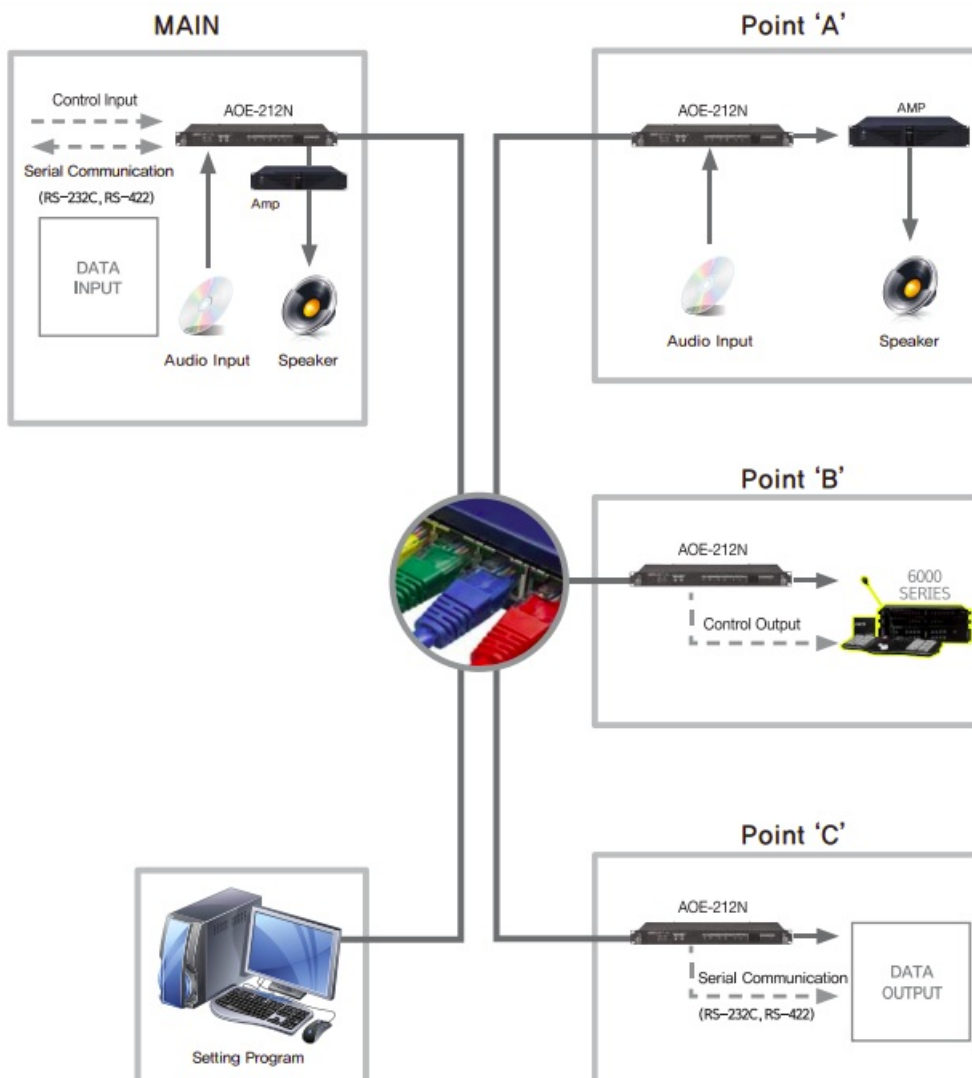 MAIN
Control Input
AOE-212N
Serial Communication
(RS-232C, RS-422)
Amp
DATA
INPUT
Audio Input
Speaker
Point ‘A’
AOE-212N
AMP
Audio Input
Speaker
Point ‘B’
AOE-212N
6000
SERIES
Control Output
Point ‘C’
AOE-212N
Serial Communication
(RS-232C, RS-422)
DATA
OUTPUT
Setting Program